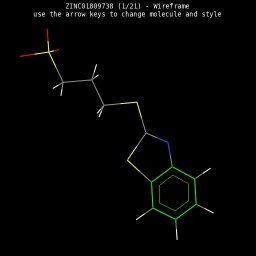 ZINC01809738 (1/21) - Wireframe
use the arrow keys to change molecule and style